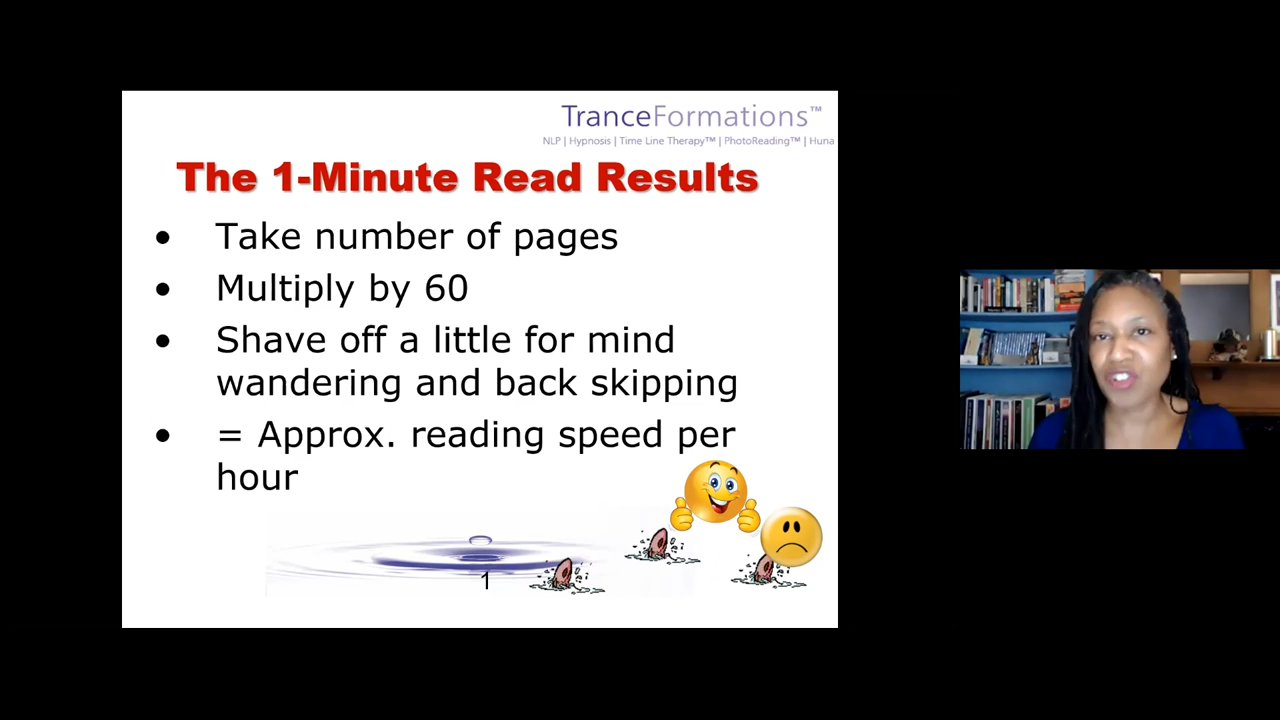 TranceFormations™
NLP | Hypnosis | Time Line Therapy™ | PhotoReading™ | Huna
The 1-Minute Read Results
• Take number of pages
• Multiply by 60
• Shave off a little for mind
wandering and back skipping
• = Approx. reading speed per
hour
1